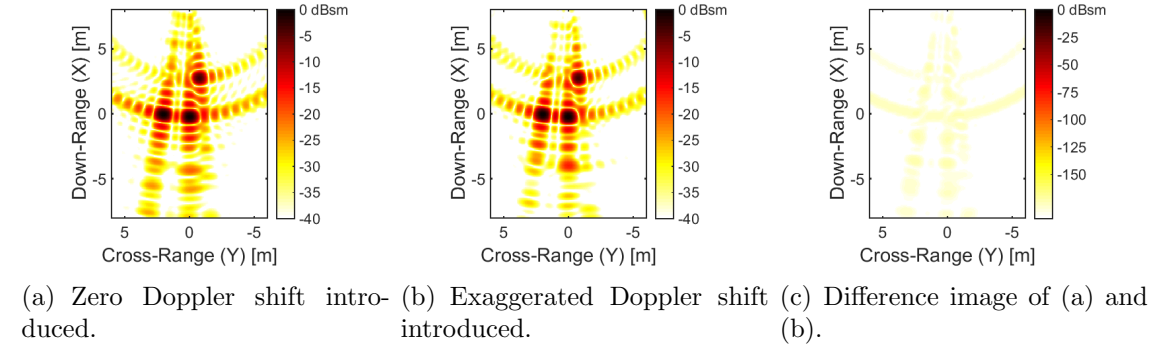 0 dBsm
-5
-10
-15
-20
-25
-30
-35
-40
5
0
-5
Down-Range (X) [m]
5
0
-5
Cross-Range (Y) [m]
0 dBsm
-5
-10
-15
-20
-25
-30
-35
-40
5
0
-5
Down-Range (X) [m]
5
0
-5
Cross-Range (Y) [m]
0 dBsm
-25
-50
-75
-100
-125
-150
5
0
-5
Down-Range (X) [m]
5
0
-5
Cross-Range (Y) [m]
(a) Zero Doppler shift intro-
duced.
(b) Exaggerated Doppler shift
introduced.
(c) Difference image of (a) and
(b).